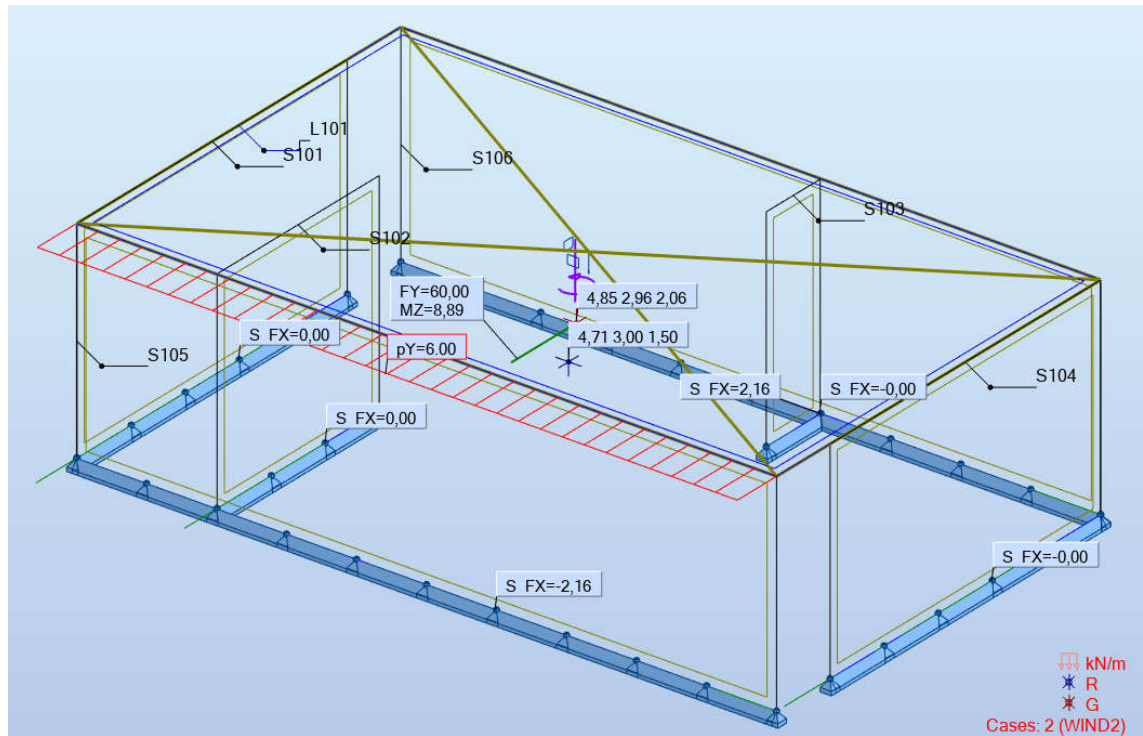 L101
S101
S106
S103
S102
4,85 2,96 2,06
FY=60,00
MZ=8,89
4,71 3,00 1,50
S FX=0,00
pY=6.00
S105
S FX=2,16
S FX=-0,00
S104
S FX=0,00
S FX=-0,00
S FX=-2,16
kN/m
R
G
Cases: 2 (WIND2)